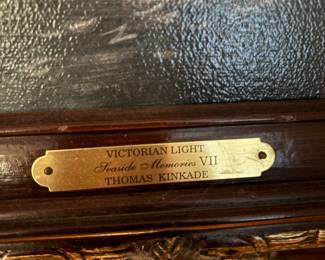 VICTORIAN LIGHT
Seaside Memories VII
THOMAS KINKADE